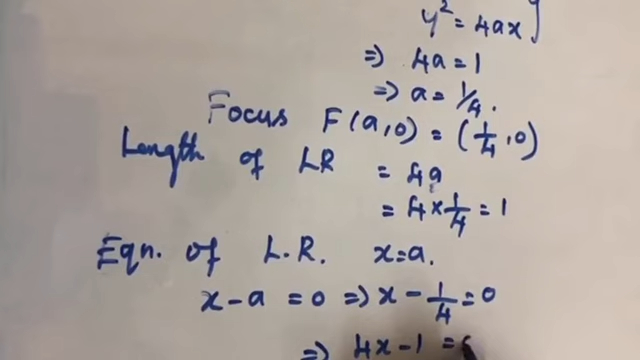 y² = 4ax}
⇒ 4a = 1
⇒ a = 1/4.
Focus F(a,0) = (1/4, 0)
Length of LR = 4a
= 4 × 1/4 = 1
Eqn. of L.R. x=a.
x - a = 0 ⇒ x - 1/4 = 0
⇒ 4x - 1 =